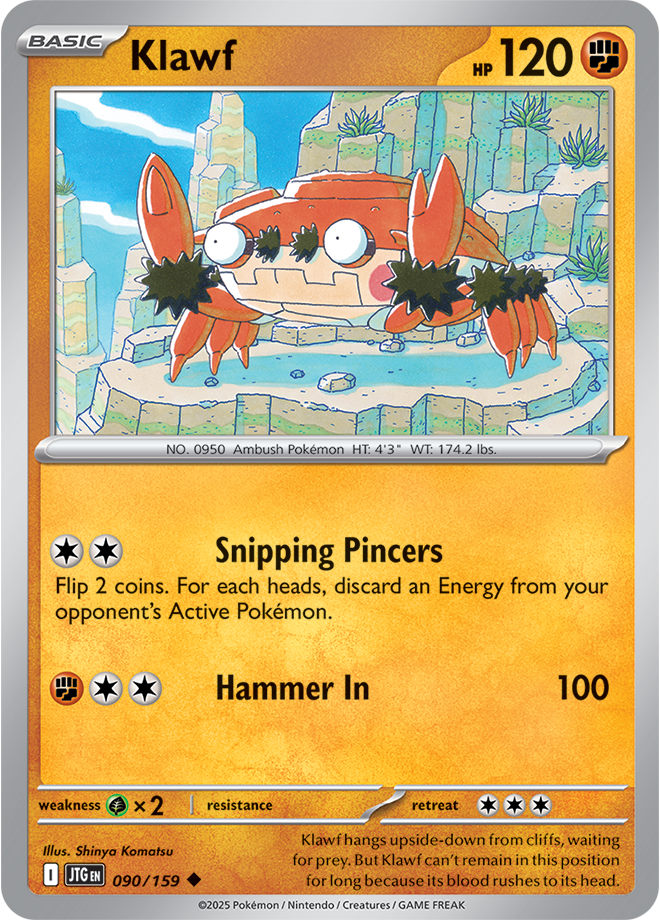 BASIC
Klawf
HP 120
NO. 0950 Ambush Pokémon HT: 4'3" WT: 174.2 lbs.
Snipping Pincers
Flip 2 coins. For each heads, discard an Energy from your
opponent's Active Pokémon.
Hammer In 100
weakness ×2 resistance retreat
Illus. Shinya Komatsu
Klawf hangs upside-down from cliffs, waiting
for prey. But Klawf can't remain in this position
for long because its blood rushes to its head.
I JTG EN 090/159
©2025 Pokémon / Nintendo / Creatures / GAME FREAK